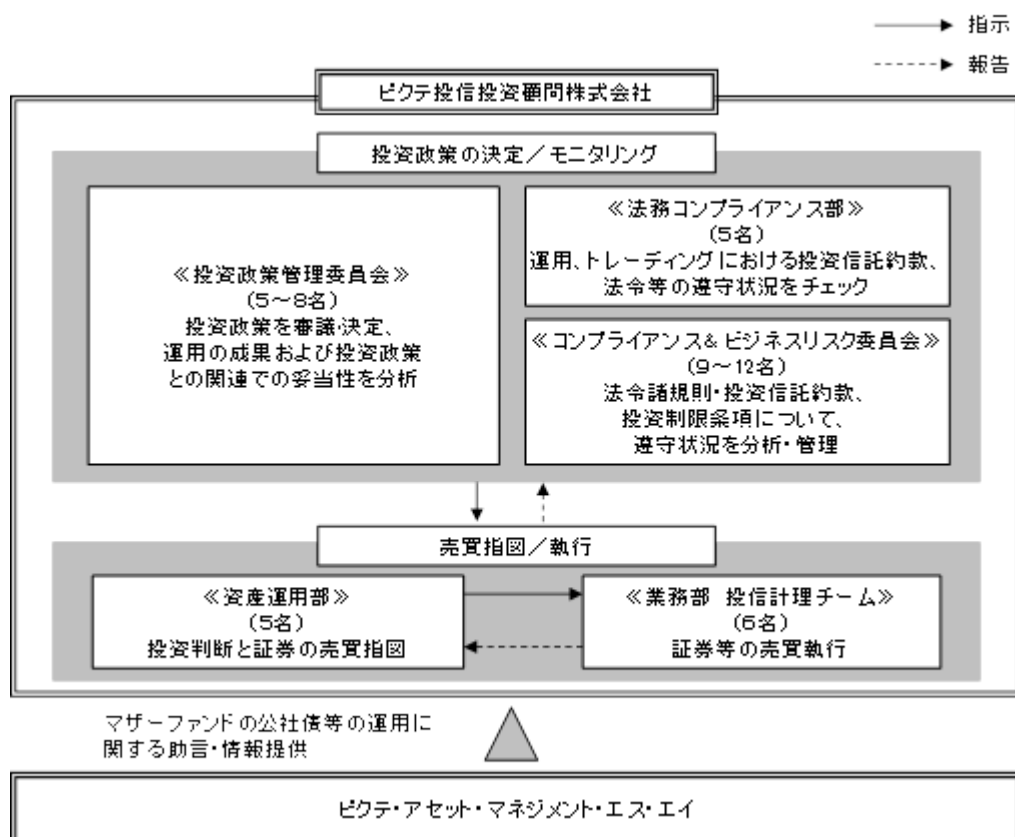 指示
報告
ピクテ投信投資顧問株式会社
投資政策の決定／モニタリング
≪投資政策管理委員会≫
(5～8名)
投資政策を審議・決定、
運用の成果および投資政策
との関連での妥当性を分析
≪法務コンプライアンス部≫
(5名)
運用、トレーディングにおける投資信託約款、
法令等の遵守状況をチェック
≪コンプライアンス&ビジネスリスク委員会≫
(9～12名)
法令諸規則・投資信託約款、
投資制限条項について、
遵守状況を分析・管理
売買指図／執行
≪資産運用部≫
(5名)
投資判断と証券の売買指図
≪業務部 投信計理チーム≫
(6名)
証券等の売買執行
マザーファンドの公社債等の運用に
関する助言・情報提供
ピクテ・アセット・マネジメント・エス・エイ